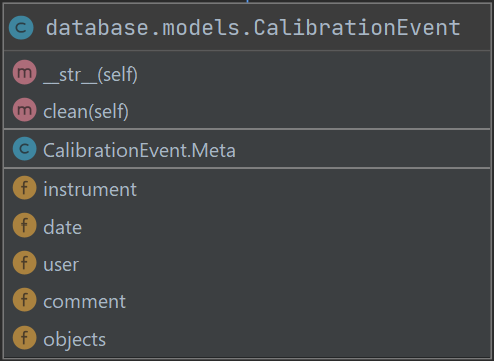 C database.models.CalibrationEvent
m __str__(self)
m clean(self)
C CalibrationEvent.Meta
f instrument
f date
f user
f comment
f objects